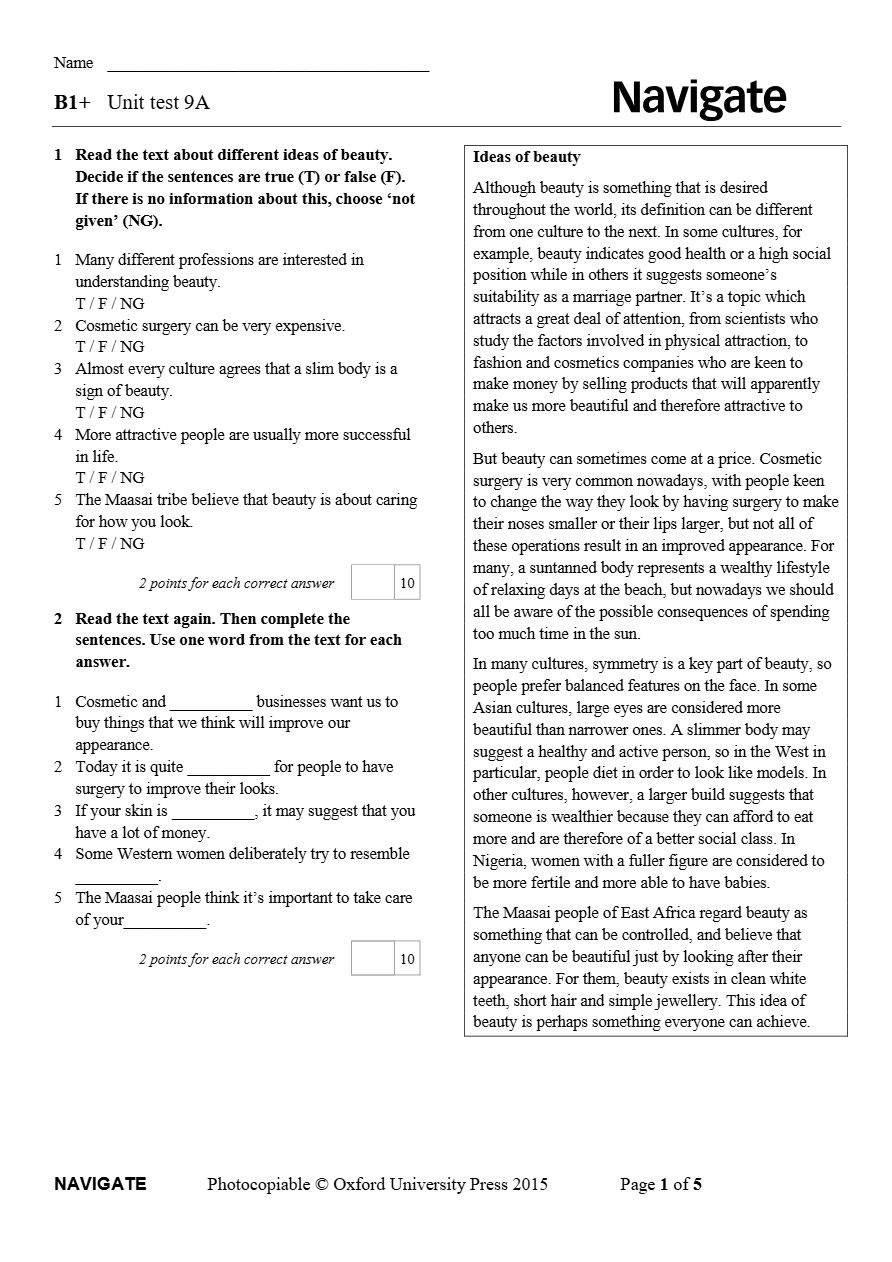 Name
B1+ Unit test 9A
Navigate
1 Read the text about different ideas of beauty.
Decide if the sentences are true (T) or false (F).
If there is no information about this, choose ‘not
given’ (NG).
1 Many different professions are interested in
understanding beauty.
T / F / NG
2 Cosmetic surgery can be very expensive.
T / F / NG
3 Almost every culture agrees that a slim body is a
sign of beauty.
T / F / NG
4 More attractive people are usually more successful
in life.
T / F / NG
5 The Maasai tribe believe that beauty is about caring
for how you look.
T / F / NG
2 points for each correct answer 10
2 Read the text again. Then complete the
sentences. Use one word from the text for each
answer.
1 Cosmetic and __________ businesses want us to
buy things that we think will improve our
appearance.
2 Today it is quite __________ for people to have
surgery to improve their looks.
3 If your skin is __________, it may suggest that you
have a lot of money.
4 Some Western women deliberately try to resemble
__________.
5 The Maasai people think it’s important to take care
of your__________.
2 points for each correct answer 10
Ideas of beauty
Although beauty is something that is desired
throughout the world, its definition can be different
from one culture to the next. In some cultures, for
example, beauty indicates good health or a high social
position while in others it suggests someone’s
suitability as a marriage partner. It’s a topic which
attracts a great deal of attention, from scientists who
study the factors involved in physical attraction, to
fashion and cosmetics companies who are keen to
make money by selling products that will apparently
make us more beautiful and therefore attractive to
others.
But beauty can sometimes come at a price. Cosmetic
surgery is very common nowadays, with people keen
to change the way they look by having surgery to make
their noses smaller or their lips larger, but not all of
these operations result in an improved appearance. For
many, a suntanned body represents a wealthy lifestyle
of relaxing days at the beach, but nowadays we should
all be aware of the possible consequences of spending
too much time in the sun.
In many cultures, symmetry is a key part of beauty, so
people prefer balanced features on the face. In some
Asian cultures, large eyes are considered more
beautiful than narrower ones. A slimmer body may
suggest a healthy and active person, so in the West in
particular, people diet in order to look like models. In
other cultures, however, a larger build suggests that
someone is wealthier because they can afford to eat
more and are therefore of a better social class. In
Nigeria, women with a fuller figure are considered to
be more fertile and more able to have babies.
The Maasai people of East Africa regard beauty as
something that can be controlled, and believe that
anyone can be beautiful just by looking after their
appearance. For them, beauty exists in clean white
teeth, short hair and simple jewellery. This idea of
beauty is perhaps something everyone can achieve.
NAVIGATE Photocopiable © Oxford University Press 2015 Page 1 of 5